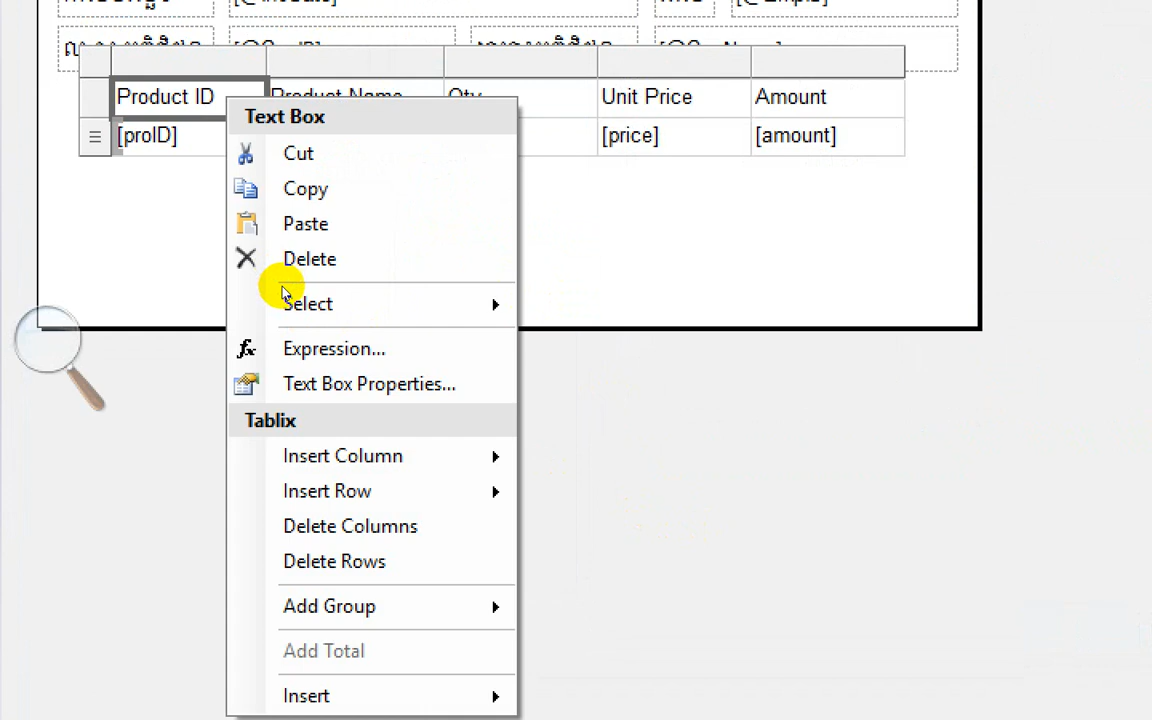 Product ID
Product Name
Qty
Unit Price
Amount
[proID]
[price]
[amount]
Text Box
Cut
Copy
Paste
Delete
Select
Expression...
Text Box Properties...
Tablix
Insert Column
Insert Row
Delete Columns
Delete Rows
Add Group
Add Total
Insert